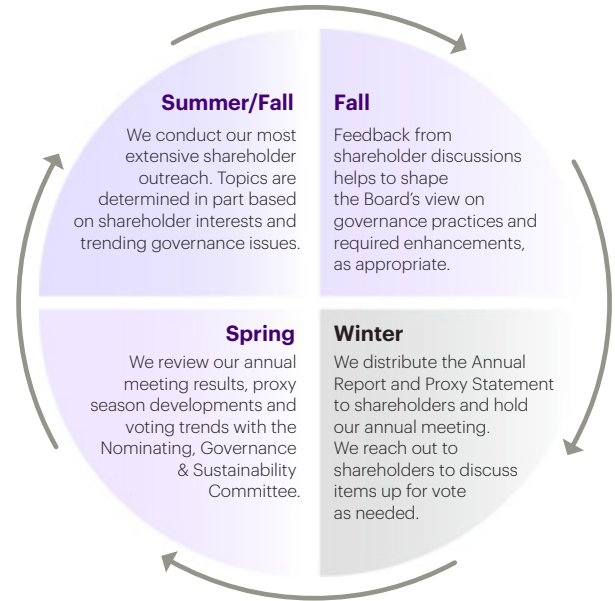 Summer/Fall
We conduct our most
extensive shareholder
outreach. Topics are
determined in part based
on shareholder interests and
trending governance issues.
Fall
Feedback from
shareholder discussions
helps to shape
the Board’s view on
governance practices and
required enhancements,
as appropriate.
Winter
We distribute the Annual
Report and Proxy Statement
to shareholders and hold
our annual meeting.
We reach out to
shareholders to discuss
items up for vote
as needed.
Spring
We review our annual
meeting results, proxy
season developments and
voting trends with the
Nominating, Governance
& Sustainability
Committee.